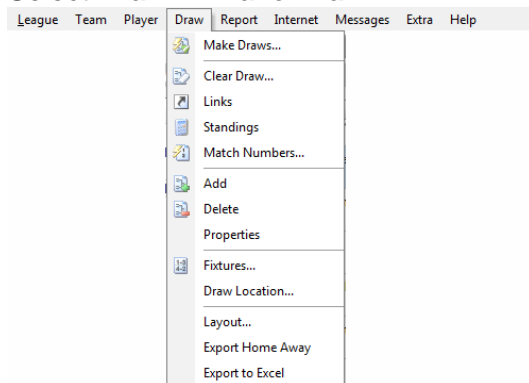 League Team Player Draw Report Internet Messages Extra Help
Make Draws...
Clear Draw...
Links
Standings
Match Numbers...
Add
Delete
Properties
Fixtures...
Draw Location...
Layout...
Export Home Away
Export to Excel